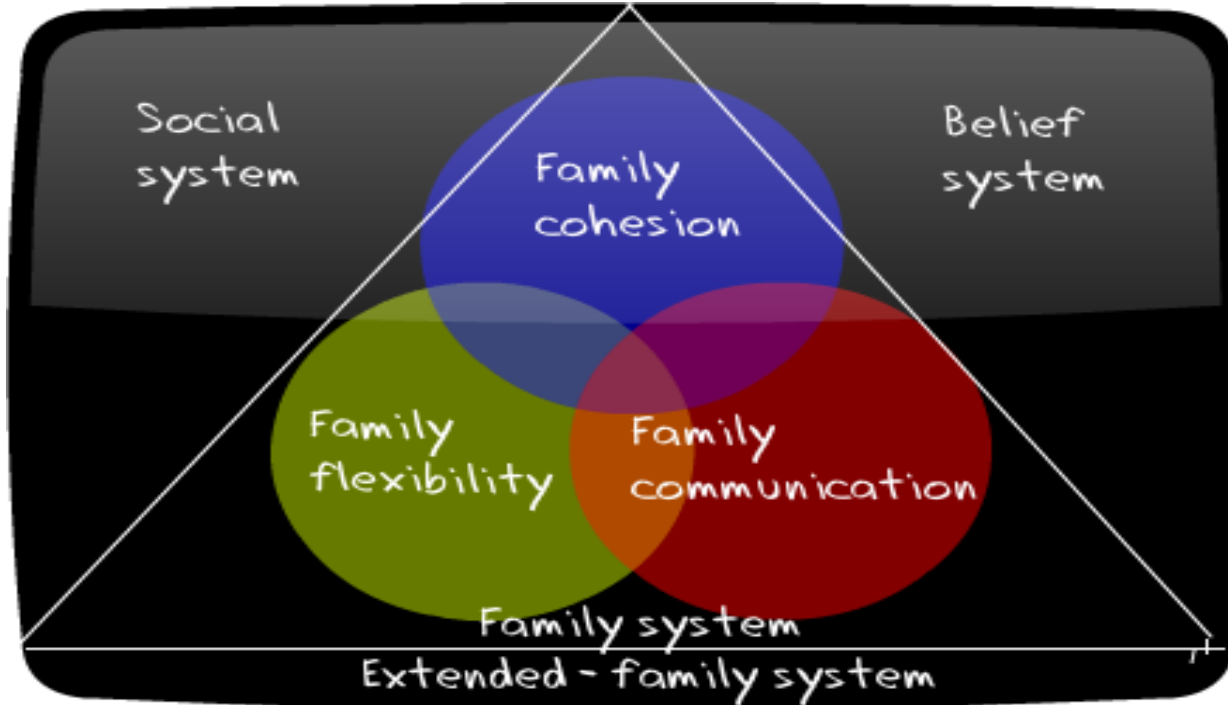 Social
system
Belief
system
Family
cohesion
Family
flexibility
Family
communication
Family system
Extended - family system